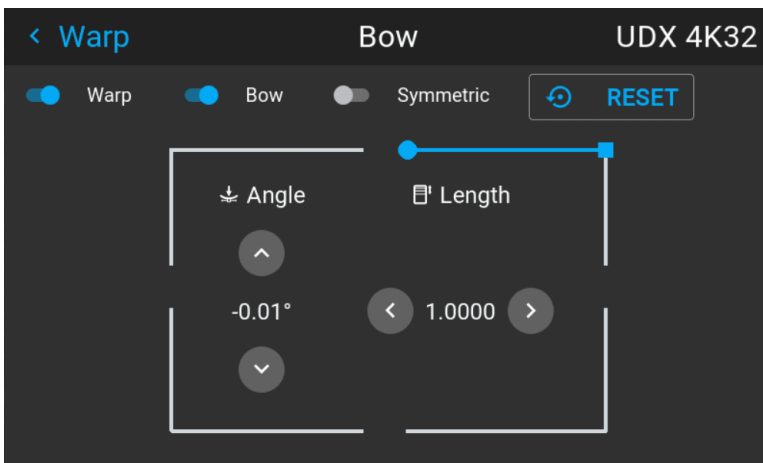 Warp Bow UDX 4K32
Warp Bow Symmetric RESET
Angle Length
-0.01° 1.0000